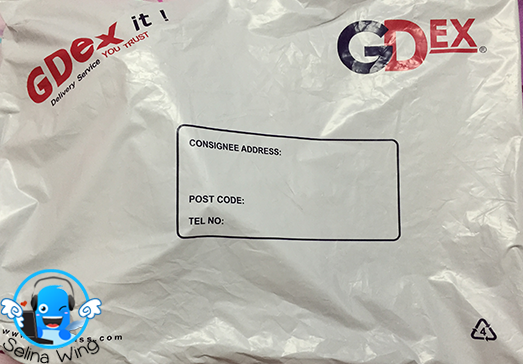 GDex it !
Delivery Service YOU TRUST
GDEX®
CONSIGNEE ADDRESS:
POST CODE:
TEL NO:
Selina Wing
4